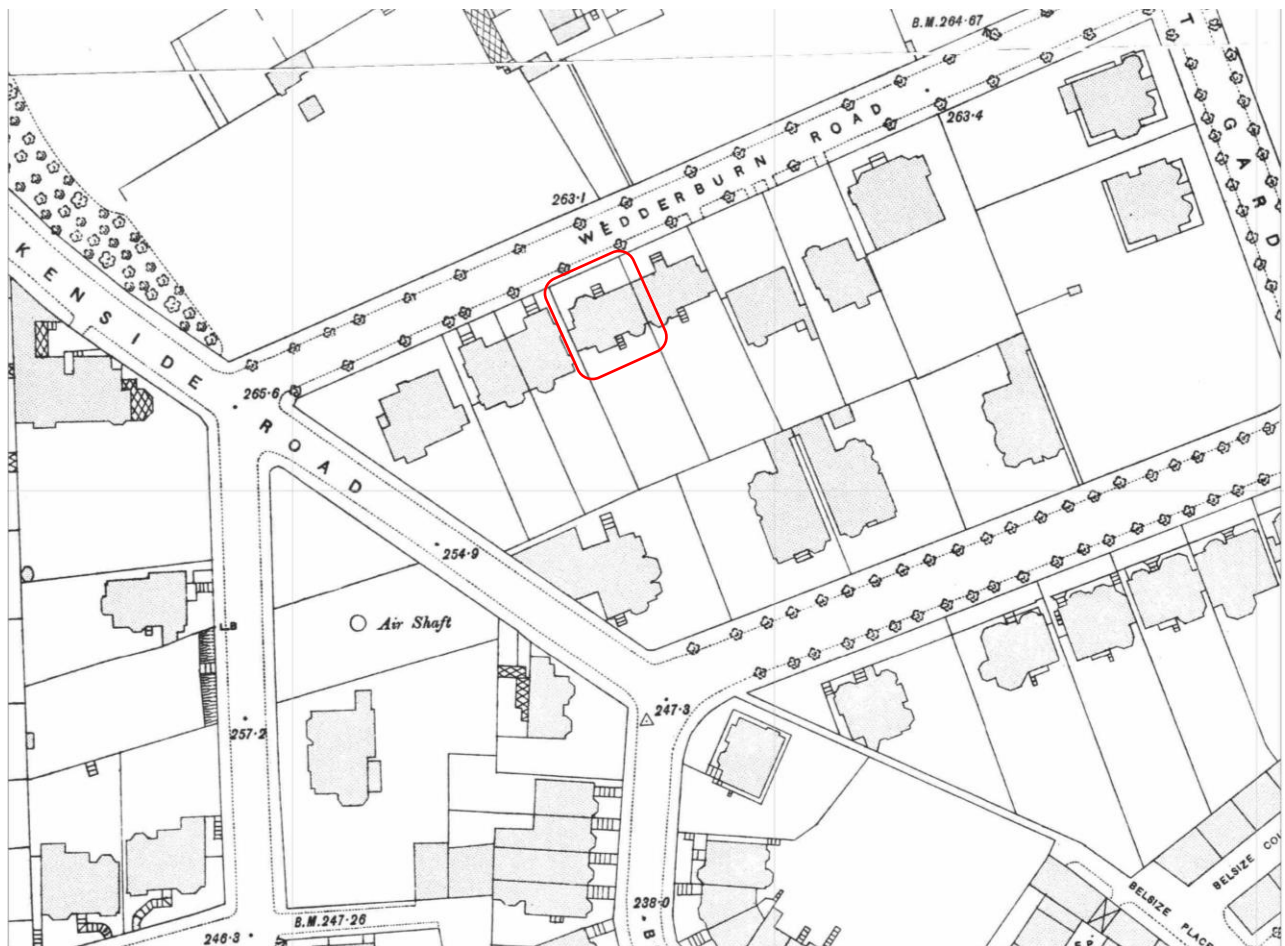 B.M. 264·67
T GARD
263·4
WEDDERBURN ROAD
263·1
KENSIDE ROAD
265·6
254·9
Air Shaft
L.B
247·3
257·2
BELSIZE CO
BELSIZE PLACE
238·0
B
B.M. 247·26
246·3
P